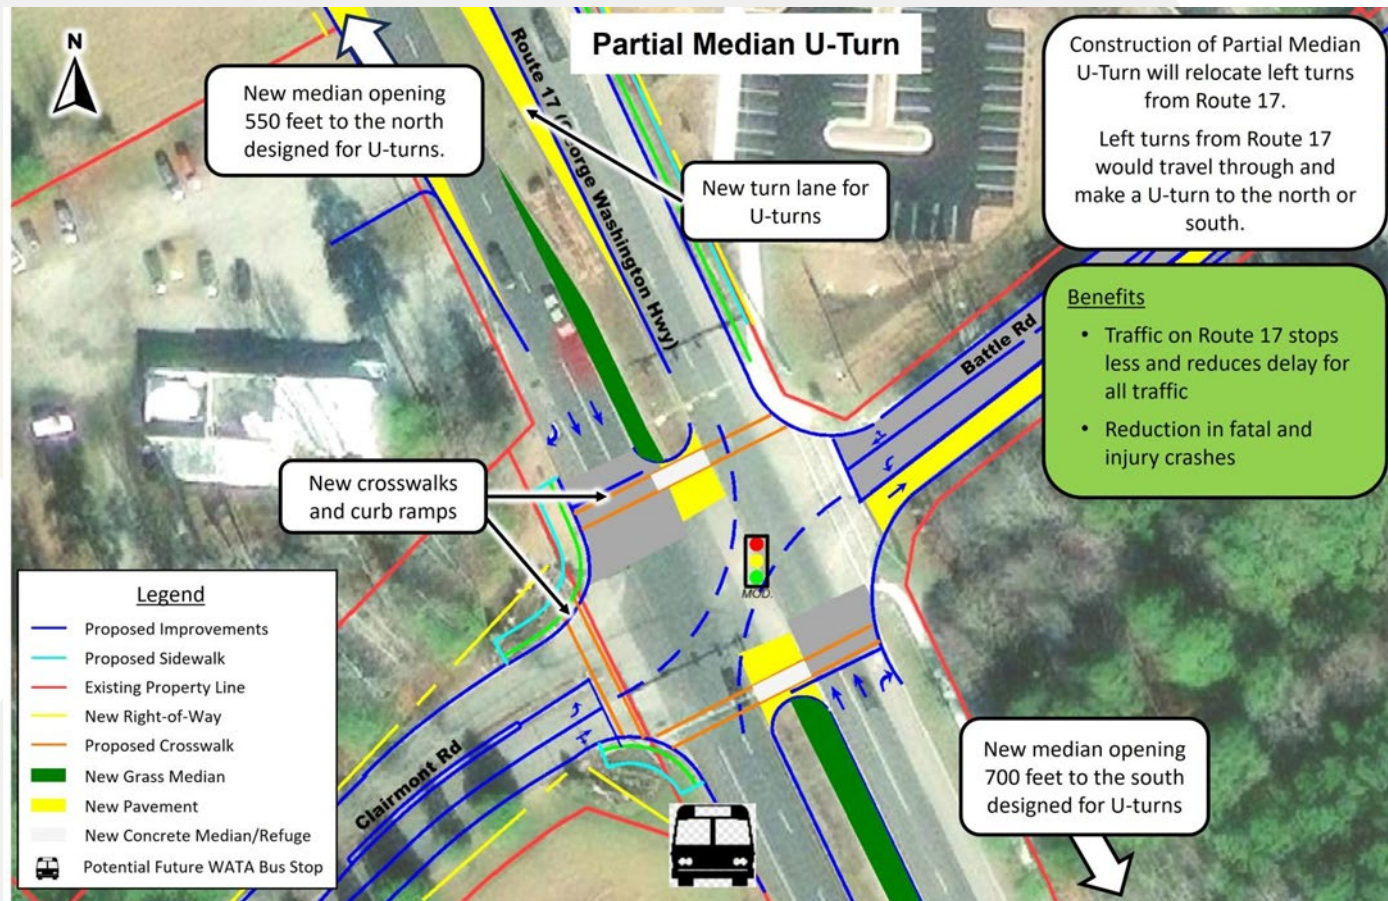 Partial Median U-Turn
N
New median opening
550 feet to the north
designed for U-turns.
Route 17 (George Washington Hwy)
New turn lane for
U-turns
Construction of Partial Median
U-Turn will relocate left turns
from Route 17.
Left turns from Route 17
would travel through and
make a U-turn to the north or
south.
Benefits
• Traffic on Route 17 stops
less and reduces delay for
all traffic
• Reduction in fatal and
injury crashes
Battle Rd
New crosswalks
and curb ramps
MOD.
Clairmont Rd
New median opening
700 feet to the south
designed for U-turns
Legend
Proposed Improvements
Proposed Sidewalk
Existing Property Line
New Right-of-Way
Proposed Crosswalk
New Grass Median
New Pavement
New Concrete Median/Refuge
Potential Future WATA Bus Stop